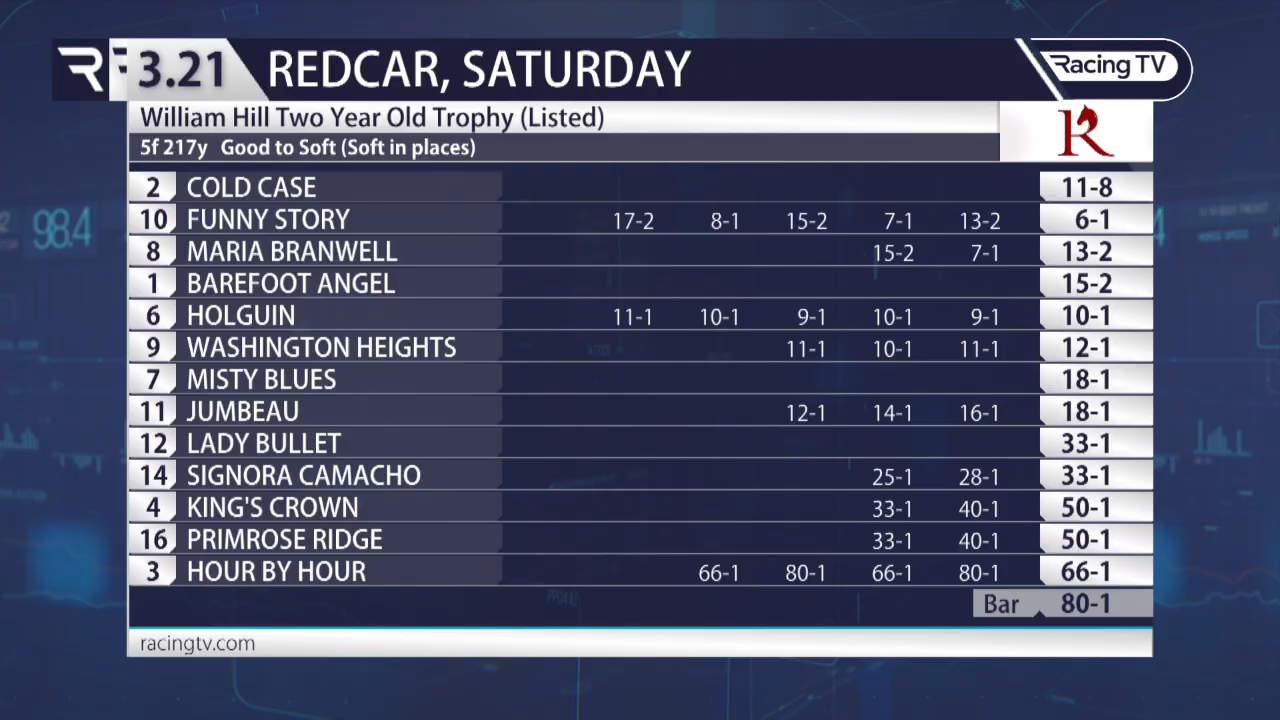 3.21 REDCAR, SATURDAY Racing TV
William Hill Two Year Old Trophy (Listed)
5f 217y Good to Soft (Soft in places)
2 COLD CASE 11-8
10 FUNNY STORY 17-2 8-1 15-2 7-1 13-2 6-1
8 MARIA BRANWELL 15-2 7-1 13-2
1 BAREFOOT ANGEL 15-2
6 HOLGUIN 11-1 10-1 9-1 10-1 9-1 10-1
9 WASHINGTON HEIGHTS 11-1 10-1 11-1 12-1
7 MISTY BLUES 18-1
11 JUMBEAU 12-1 14-1 16-1 18-1
12 LADY BULLET 33-1
14 SIGNORA CAMACHO 25-1 28-1 33-1
4 KING'S CROWN 33-1 40-1 50-1
16 PRIMROSE RIDGE 33-1 40-1 50-1
3 HOUR BY HOUR 66-1 80-1 66-1 80-1 66-1
Bar 80-1
racingtv.com
98.4